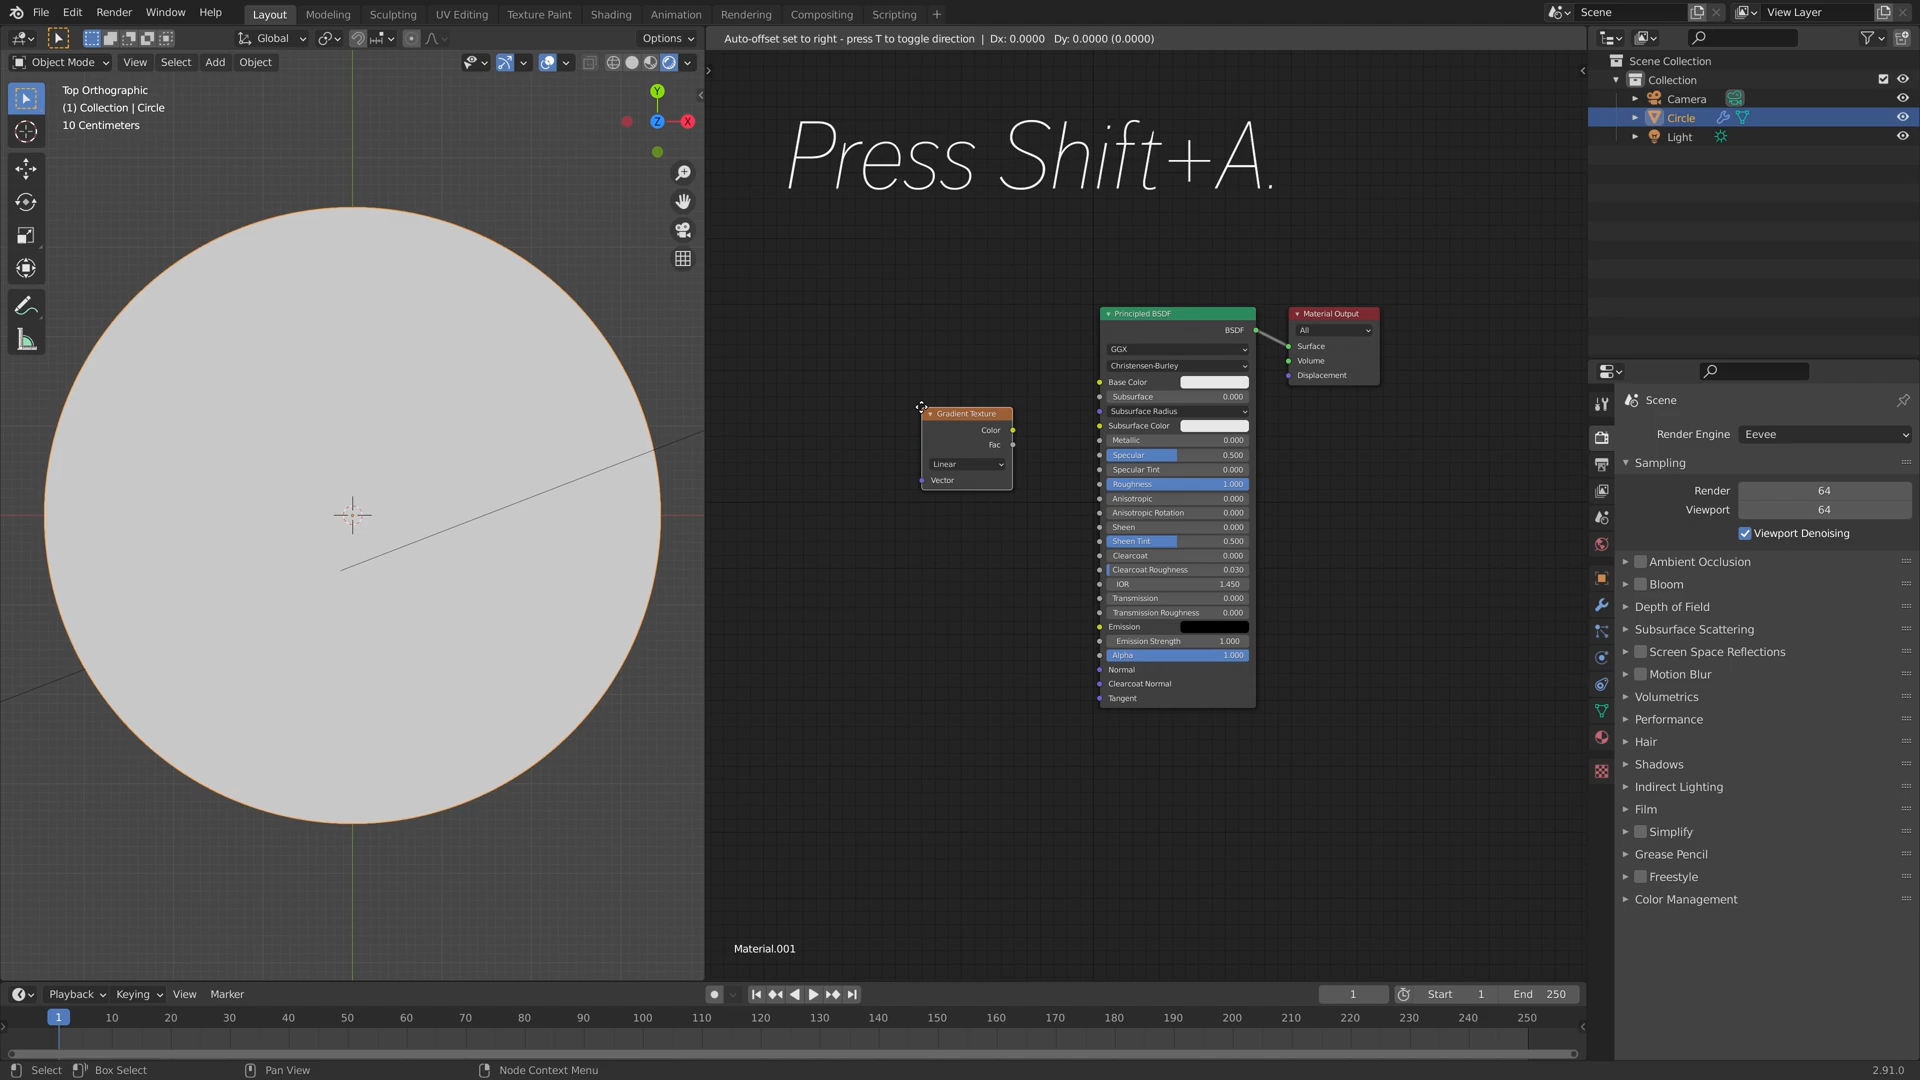 File Edit Render Window Help Layout Modeling Sculpting UV Editing Texture Paint Shading Animation Rendering Compositing Scripting + Scene View Layer
Global Options
Auto-offset set to right - press T to toggle direction | Dx: 0.0000 Dy: 0.0000 (0.0000)
Object Mode View Select Add Object
Top Orthographic
(1) Collection | Circle
10 Centimeters
Y
Z X
Press Shift+A.
Gradient Texture
Color
Fac
Linear
Vector
Principled BSDF
BSDF
GGX
Christensen-Burley
Base Color
Subsurface 0.000
Subsurface Radius
Subsurface Color
Metallic 0.000
Specular 0.500
Specular Tint 0.000
Roughness 1.000
Anisotropic 0.000
Anisotropic Rotation 0.000
Sheen 0.000
Sheen Tint 0.500
Clearcoat 0.000
Clearcoat Roughness 0.030
IOR 1.450
Transmission 0.000
Transmission Roughness 0.000
Emission
Emission Strength 1.000
Alpha 1.000
Normal
Clearcoat Normal
Tangent
Material Output
All
Surface
Volume
Displacement
Material.001
Scene Collection
Collection
Camera
Circle
Light
Scene
Render Engine Eevee
Sampling
Render 64
Viewport 64
Viewport Denoising
Ambient Occlusion
Bloom
Depth of Field
Subsurface Scattering
Screen Space Reflections
Motion Blur
Volumetrics
Performance
Hair
Shadows
Indirect Lighting
Film
Simplify
Grease Pencil
Freestyle
Color Management
Playback Keying View Marker 1 Start 1 End 250
1 10 20 30 40 50 60 70 80 90 100 110 120 130 140 150 160 170 180 190 200 210 220 230 240 250
Select Box Select Pan View Node Context Menu 2.91.0